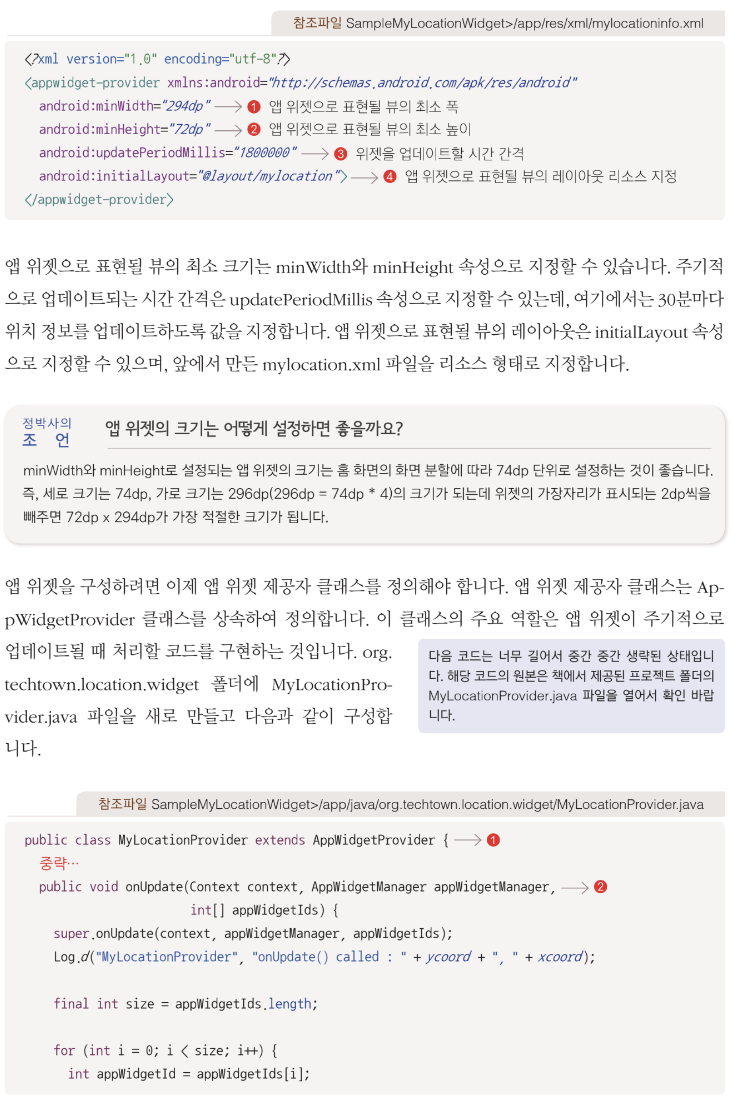 참조파일 SampleMyLocationWidget>/app/res/xml/mylocationinfo.xml
<?xml version="1.0" encoding="utf-8"?>
<appwidget-provider xmlns:android="http://schemas.android.com/apk/res/android"
android:minWidth="294dp" → 1 앱 위젯으로 표현될 뷰의 최소 폭
android:minHeight="72dp" → 2 앱 위젯으로 표현될 뷰의 최소 높이
android:updatePeriodMillis="1800000" → 3 위젯을 업데이트할 시간 간격
android:initialLayout="@layout/mylocation"> → 4 앱 위젯으로 표현될 뷰의 레이아웃 리소스 지정
</appwidget-provider>
앱 위젯으로 표현될 뷰의 최소 크기는 minWidth와 minHeight 속성으로 지정할 수 있습니다. 주기적
으로 업데이트되는 시간 간격은 updatePeriodMillis 속성으로 지정할 수 있는데, 여기에서는 30분마다
위치 정보를 업데이트하도록 값을 지정합니다. 앱 위젯으로 표현될 뷰의 레이아웃은 initialLayout 속성
으로 지정할 수 있으며, 앞에서 만든 mylocation.xml 파일을 리소스 형태로 지정합니다.
정박사의
조 언
앱 위젯의 크기는 어떻게 설정하면 좋을까요?
minWidth와 minHeight로 설정되는 앱 위젯의 크기는 홈 화면의 화면 분할에 따라 74dp 단위로 설정하는 것이 좋습니다.
즉, 세로 크기는 74dp, 가로 크기는 296dp(296dp = 74dp * 4)의 크기가 되는데 위젯의 가장자리가 표시되는 2dp씩을
빼주면 72dp x 294dp가 가장 적절한 크기가 됩니다.
앱 위젯을 구성하려면 이제 앱 위젯 제공자 클래스를 정의해야 합니다. 앱 위젯 제공자 클래스는 Ap-
pWidgetProvider 클래스를 상속하여 정의합니다. 이 클래스의 주요 역할은 앱 위젯이 주기적으로
업데이트될 때 처리할 코드를 구현하는 것입니다. org.
techtown.location.widget 폴더에 MyLocationPro-
vider.java 파일을 새로 만들고 다음과 같이 구성합
니다.
다음 코드는 너무 길어서 중간 중간 생략된 상태입니
다. 해당 코드의 원본은 책에서 제공된 프로젝트 폴더의
MyLocationProvider.java 파일을 열어서 확인 바랍
니다.
참조파일 SampleMyLocationWidget>/app/java/org.techtown.location.widget/MyLocationProvider.java
public class MyLocationProvider extends AppWidgetProvider { → 1
중략…
public void onUpdate(Context context, AppWidgetManager appWidgetManager, → 2
int[] appWidgetIds) {
super.onUpdate(context, appWidgetManager, appWidgetIds);
Log.d("MyLocationProvider", "onUpdate() called : " + ycoord + ", " + xcoord);
final int size = appWidgetIds.length;
for (int i = 0; i < size; i++) {
int appWidgetId = appWidgetIds[i];